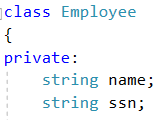 class Employee
{
private:
    string name;
    string ssn;